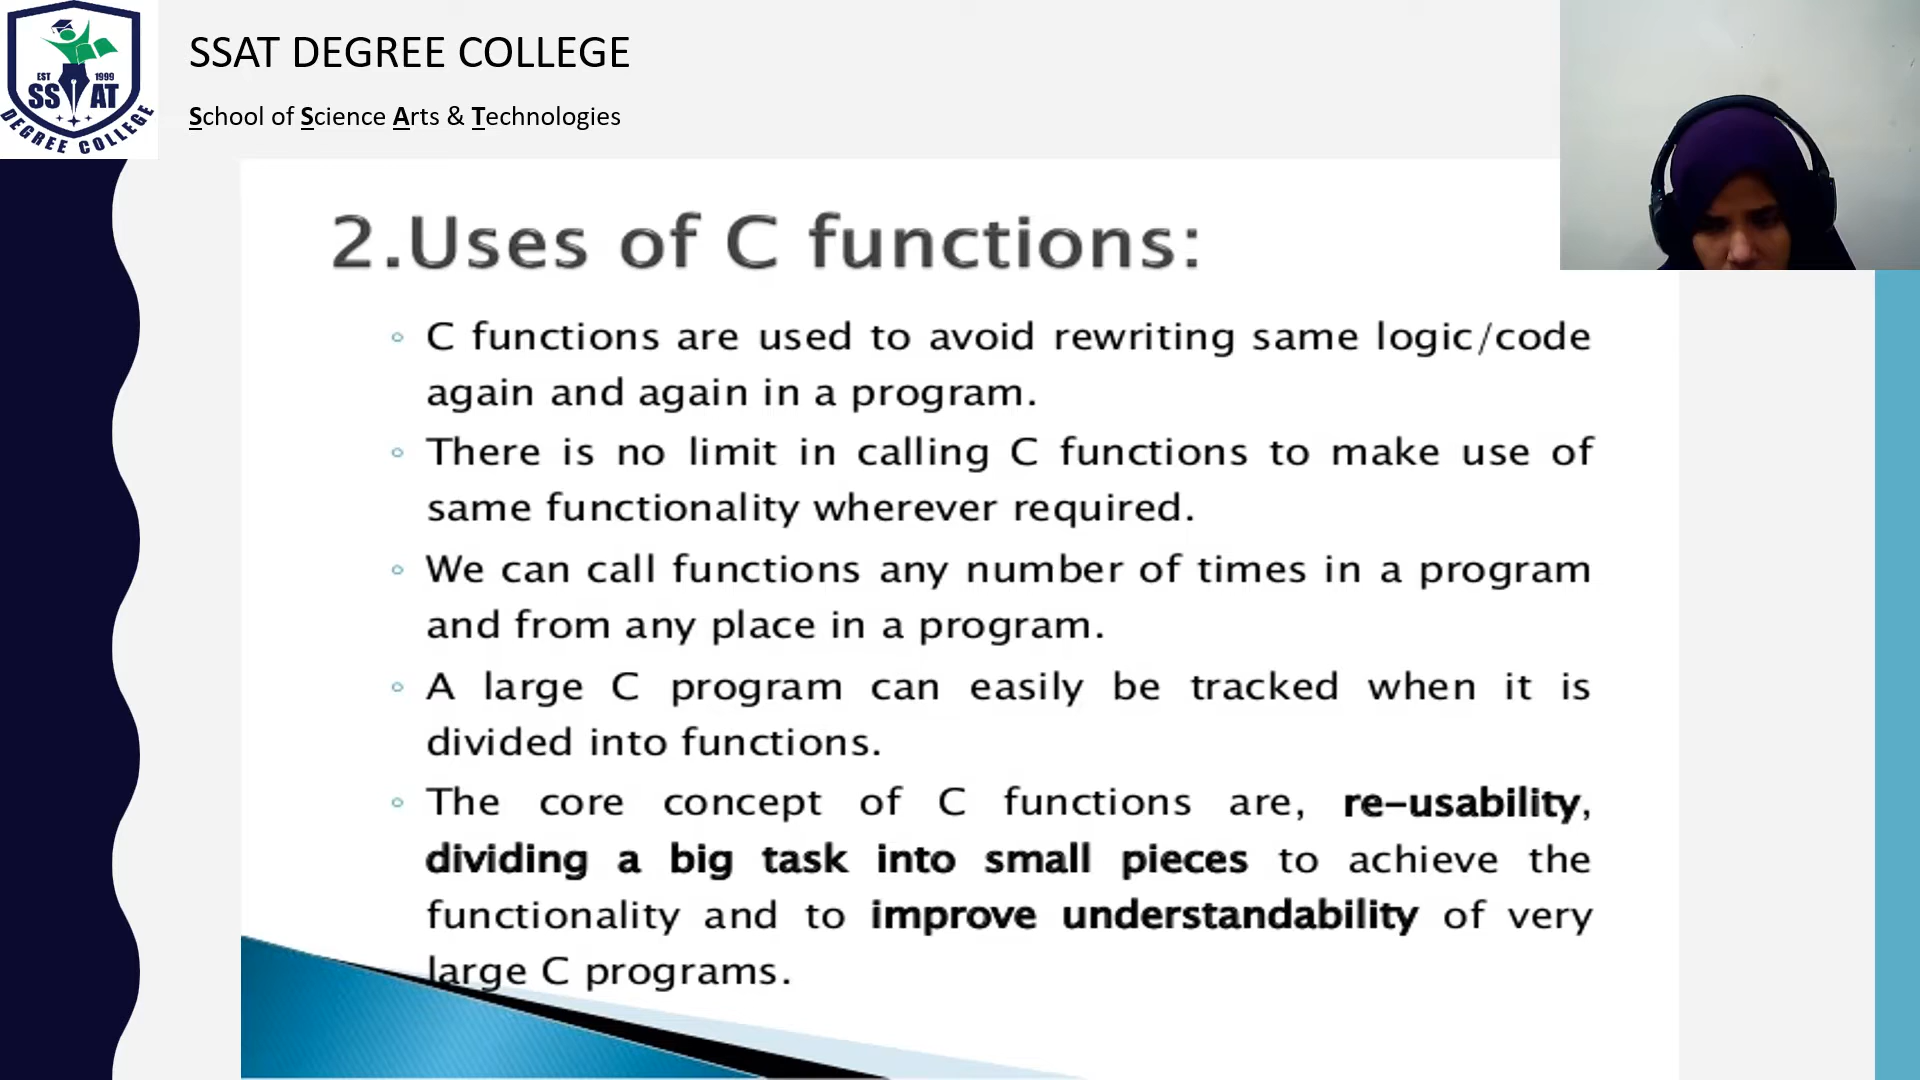 EST 1999
SSAT
DEGREE COLLEGE
SSAT DEGREE COLLEGE
School of Science Arts & Technologies
2.Uses of C functions:
◦ C functions are used to avoid rewriting same logic/code
again and again in a program.
◦ There is no limit in calling C functions to make use of
same functionality wherever required.
◦ We can call functions any number of times in a program
and from any place in a program.
◦ A large C program can easily be tracked when it is
divided into functions.
◦ The core concept of C functions are, re-usability,
dividing a big task into small pieces to achieve the
functionality and to improve understandability of very
large C programs.